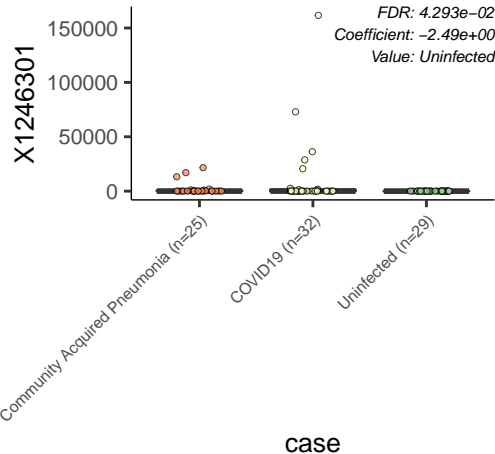 FDR: 4.293e−02
Coefficient: −2.49e+00
Value: Uninfected
X1246301
150000
100000
50000
0
Community Acquired Pneumonia (n=25)
COVID19 (n=32)
Uninfected (n=29)
case